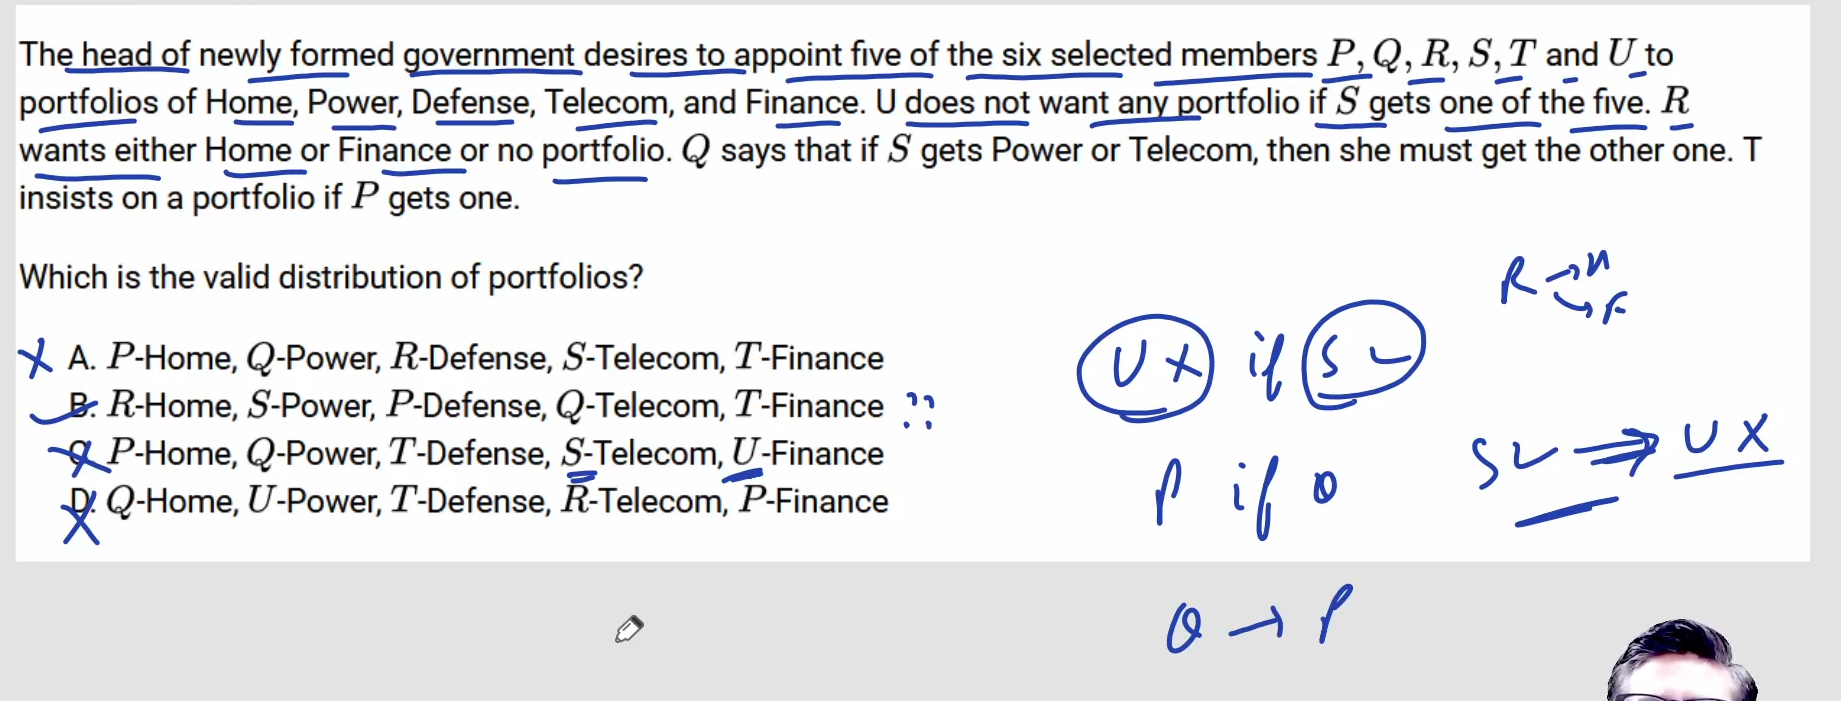 The head of newly formed government desires to appoint five of the six selected members P, Q, R, S, T and U to
portfolios of Home, Power, Defense, Telecom, and Finance. U does not want any portfolio if S gets one of the five. R
wants either Home or Finance or no portfolio. Q says that if S gets Power or Telecom, then she must get the other one. T
insists on a portfolio if P gets one.
Which is the valid distribution of portfolios?
A. P-Home, Q-Power, R-Defense, S-Telecom, T-Finance
B. R-Home, S-Power, P-Defense, Q-Telecom, T-Finance
C. P-Home, Q-Power, T-Defense, S-Telecom, U-Finance
D. Q-Home, U-Power, T-Defense, R-Telecom, P-Finance
R → H
→ F
U X if S ✓
S ✓ ⇒ U X
P if Q
Q → P